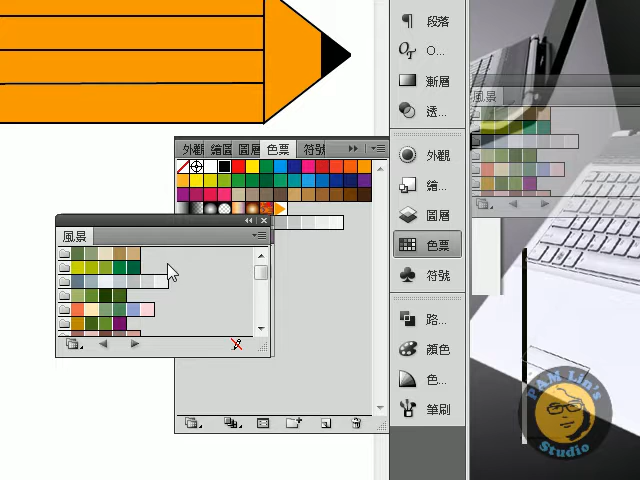 段落
O...
漸層
透...
外觀
繪...
圖層
色票
符號
路...
顏色
色...
筆刷
外觀 繪圖 圖層 色票 符號
風景
風景
PAM Lin's
Studio